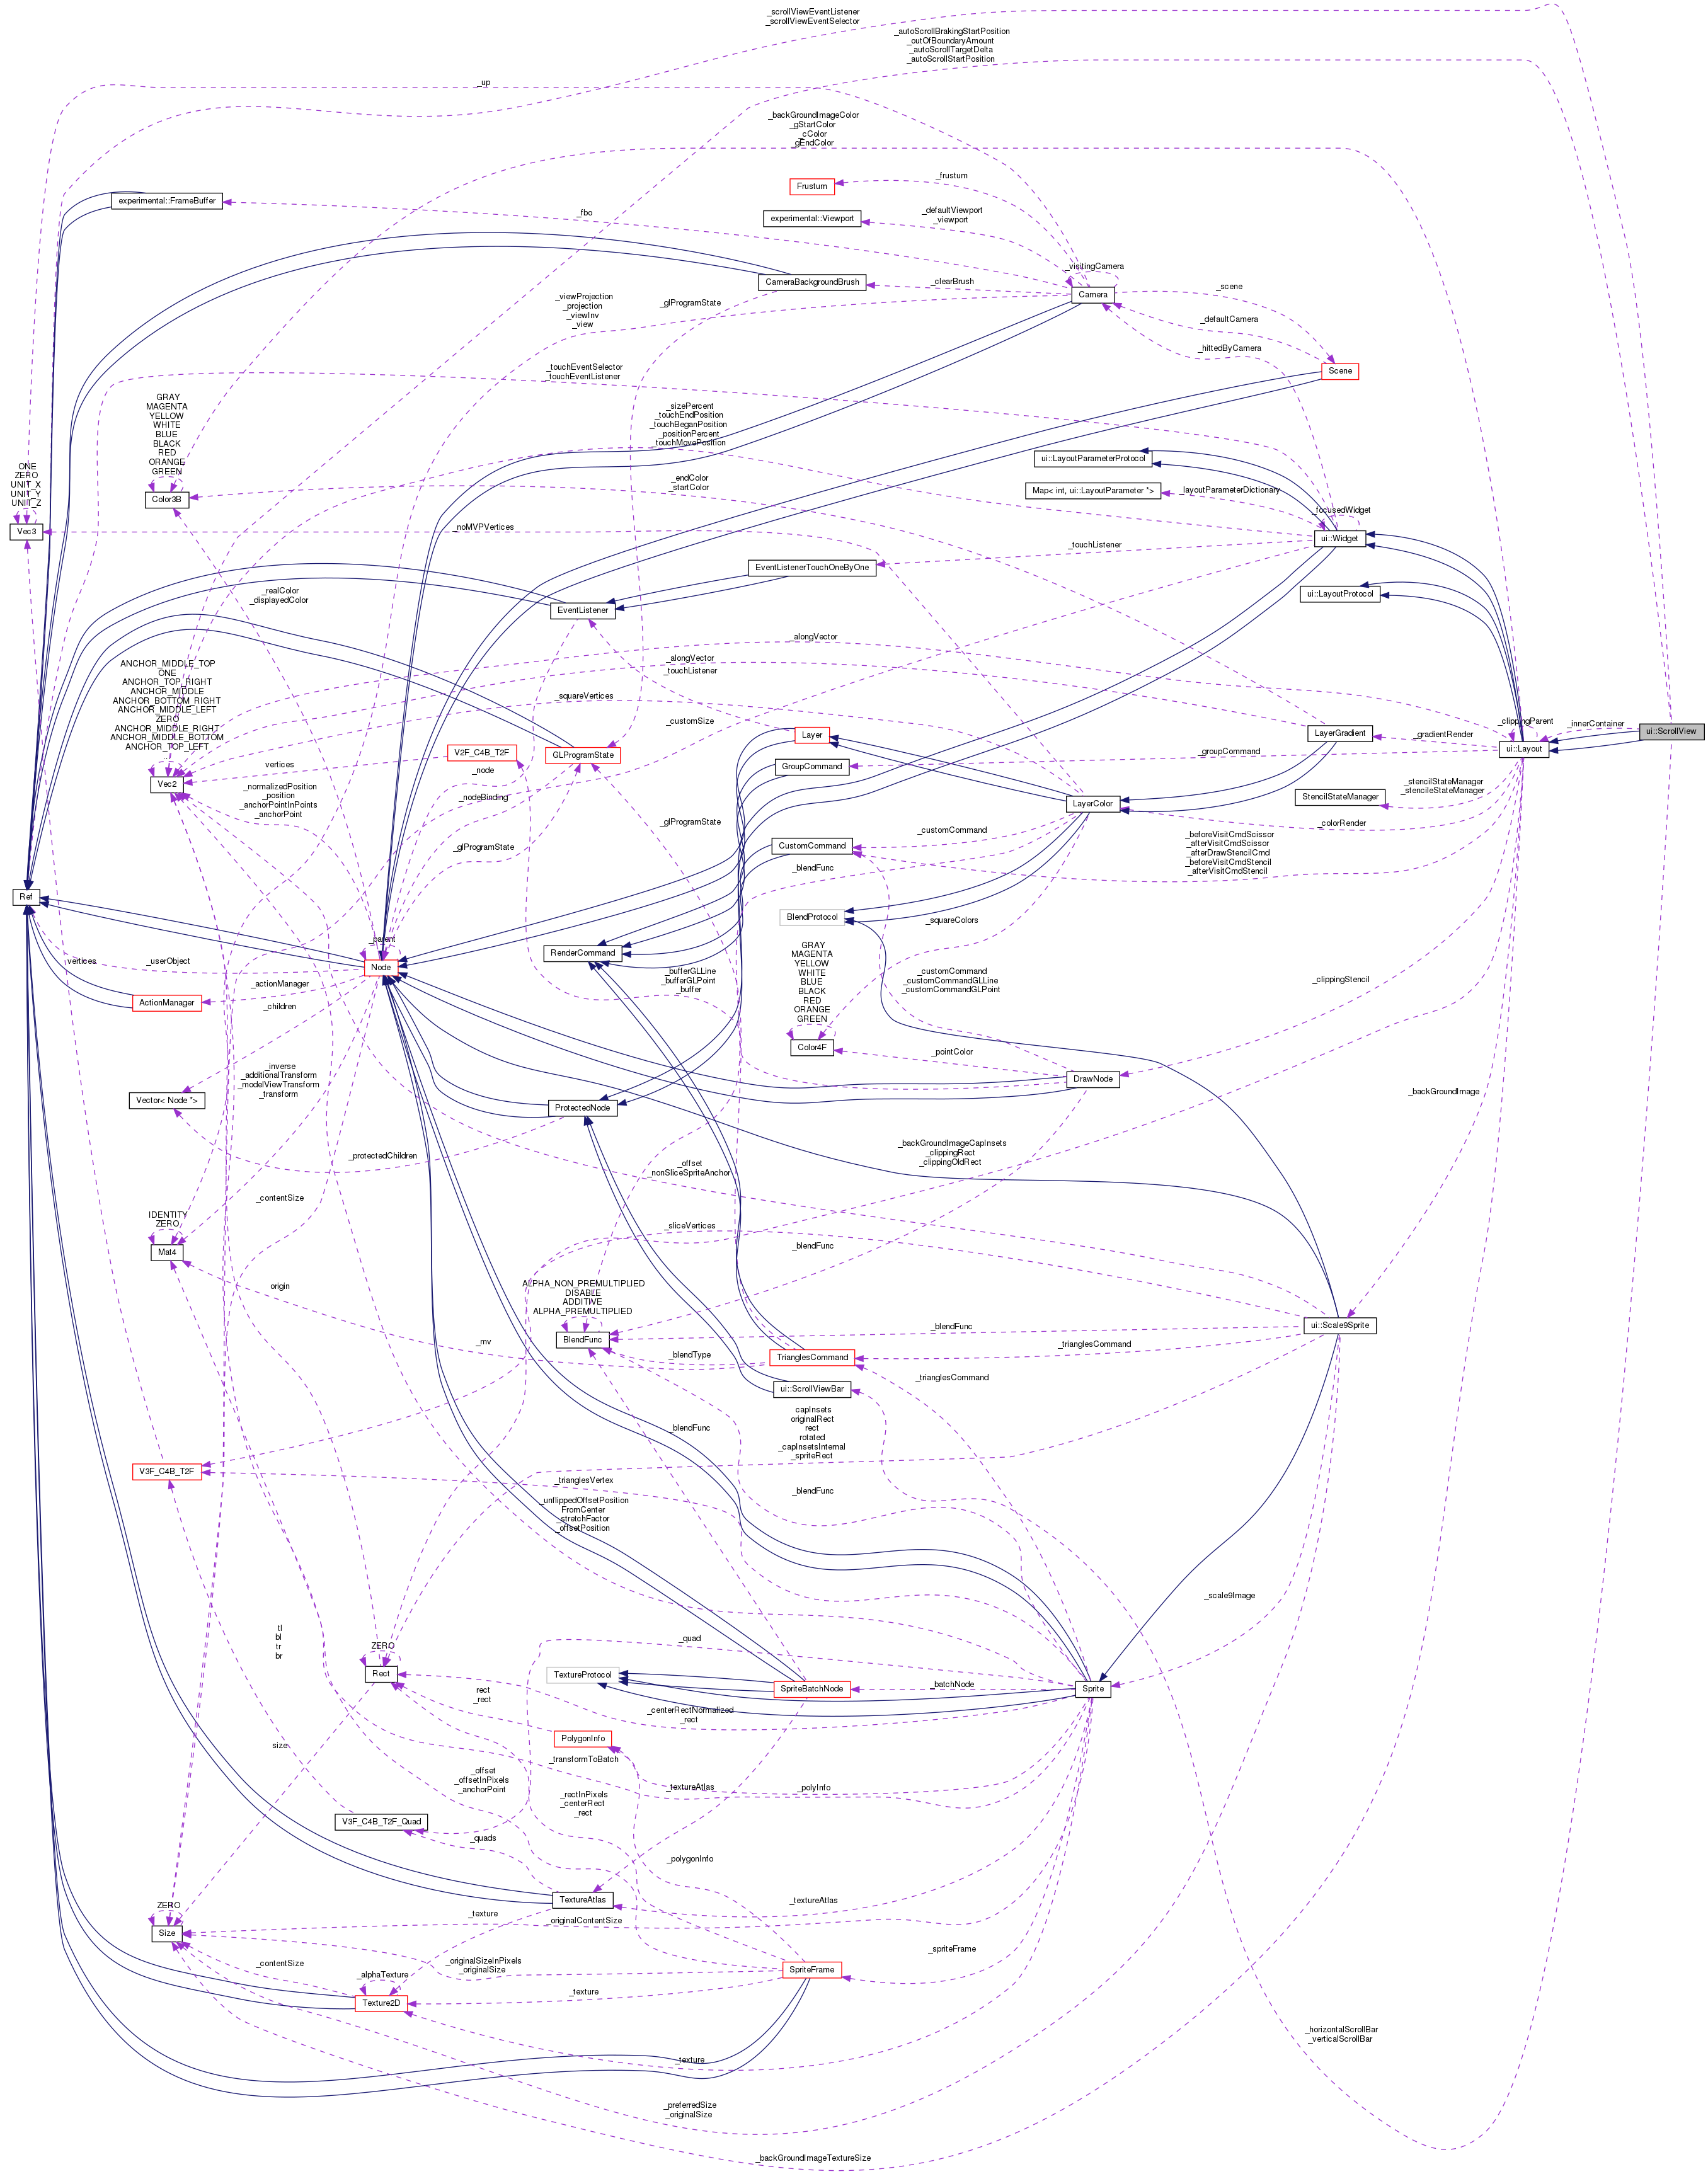 _scrollViewEventListener
_scrollViewEventSelector
_autoScrollBrakingStartPosition
_outOfBoundaryAmount
_autoScrollTargetDelta
_autoScrollStartPosition
_up
_backGroundImageColor
_gStartColor
_cColor
_gEndColor
_frustum
Frustum
experimental::FrameBuffer
_fbo
_defaultViewport
_viewport
experimental::Viewport
_visitingCamera
CameraBackgroundBrush
_clearBrush
Camera
_scene
_viewProjection
_projection
_viewInv
_view
_glProgramState
_defaultCamera
_hittedByCamera
_touchEventSelector
_touchEventListener
Scene
GRAY
MAGENTA
YELLOW
WHITE
BLUE
BLACK
RED
ORANGE
GREEN
_sizePercent
_touchEndPosition
_touchBeganPosition
_positionPercent
_touchMovePosition
ui::LayoutParameterProtocol
ONE
ZERO
UNIT_X
UNIT_Y
UNIT_Z
Color3B
_endColor
_startColor
Map< int, ui::LayoutParameter * >
_layoutParameterDictionary
_focusedWidget
Vec3
_noMVPVertices
ui::Widget
_touchListener
EventListenerTouchOneByOne
_realColor
_displayedColor
EventListener
ui::LayoutProtocol
_alongVector
ANCHOR_MIDDLE_TOP
ONE
ANCHOR_TOP_RIGHT
ANCHOR_MIDDLE
ANCHOR_BOTTOM_RIGHT
ANCHOR_MIDDLE_LEFT
ZERO
ANCHOR_MIDDLE_RIGHT
ANCHOR_MIDDLE_BOTTOM
ANCHOR_TOP_LEFT
...
_alongVector
_touchListener
_squareVertices
_customSize
Layer
LayerGradient
_gradientRender
_clippingParent
_innerContainer
ui::ScrollView
ui::Layout
V2F_C4B_T2F
vertices
GLProgramState
_groupCommand
GroupCommand
Vec2
_node
_nodeBinding
_normalizedPosition
_position
_anchorPointInPoints
_anchorPoint
LayerColor
StencilStateManager
_stencilStateManager
_stencileStateManager
_glProgramState
_colorRender
_customCommand
CustomCommand
_glProgramState
_blendFunc
_beforeVisitCmdScissor
_afterVisitCmdScissor
_afterDrawStencilCmd
_beforeVisitCmdStencil
_afterVisitCmdStencil
Ref
BlendProtocol
_squareColors
_parent
RenderCommand
vertices
_userObject
Node
GRAY
MAGENTA
YELLOW
WHITE
BLUE
BLACK
RED
ORANGE
GREEN
_bufferGLLine
_bufferGLPoint
_buffer
_customCommand
_customCommandGLLine
_customCommandGLPoint
_clippingStencil
_actionManager
ActionManager
_children
Color4F
_pointColor
DrawNode
_inverse
_additionalTransform
_modelViewTransform
_transform
Vector< Node * >
ProtectedNode
_backGroundImage
_protectedChildren
_backGroundImageCapInsets
_clippingRect
_clippingOldRect
_offset
_nonSliceSpriteAnchor
_contentSize
IDENTITY
ZERO
_sliceVertices
Mat4
_blendFunc
origin
ALPHA_NON_PREMULTIPLIED
DISABLE
ADDITIVE
ALPHA_PREMULTIPLIED
_blendFunc
ui::Scale9Sprite
BlendFunc
_mv
_blendType
TrianglesCommand
_trianglesCommand
_trianglesCommand
ui::ScrollViewBar
_blendFunc
capInsets
originalRect
rect
rotated
_capInsetsInternal
_spriteRect
V3F_C4B_T2F
_trianglesVertex
_blendFunc
_unflippedOffsetPosition
FromCenter
_stretchFactor
_offsetPosition
_scale9Image
tl
bl
tr
br
_quad
ZERO
Rect
TextureProtocol
SpriteBatchNode
_batchNode
Sprite
rect
_rect
_centerRectNormalized
_rect
size
PolygonInfo
_transformToBatch
_offset
_offsetInPixels
_anchorPoint
_textureAtlas
_polyInfo
_rectInPixels
_centerRect
_rect
V3F_C4B_T2F_Quad
_quads
_polygonInfo
TextureAtlas
_textureAtlas
ZERO
Size
_texture
_originalContentSize
_contentSize
_alphaTexture
_originalSizeInPixels
_originalSize
_spriteFrame
SpriteFrame
Texture2D
_texture
_horizontalScrollBar
_verticalScrollBar
_texture
_preferredSize
_originalSize
_backGroundImageTextureSize